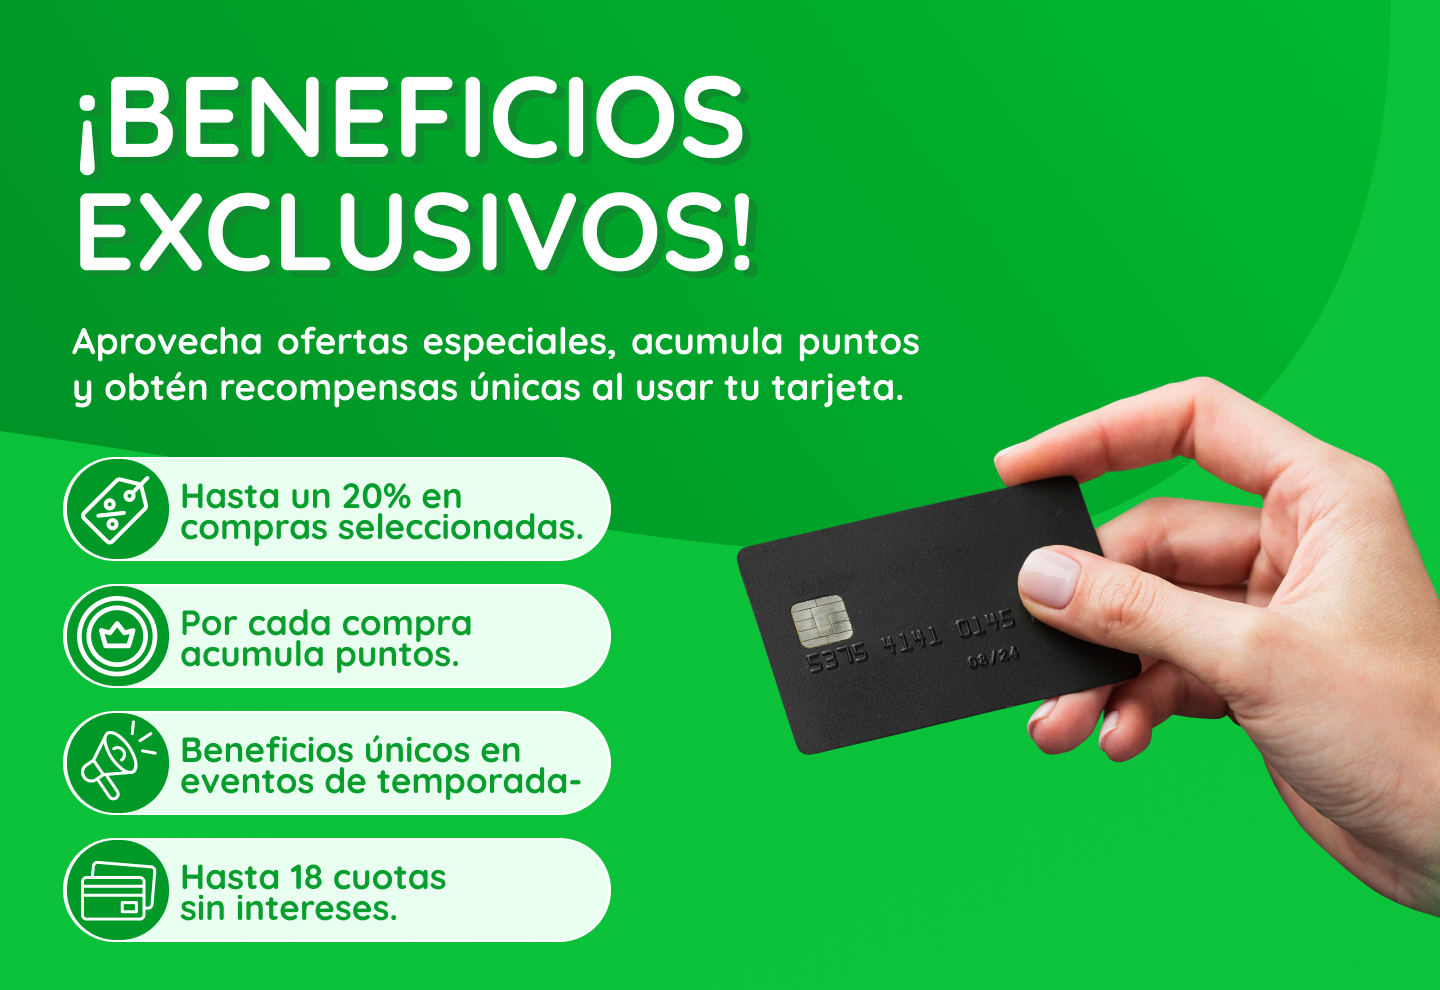 ¡BENEFICIOS
EXCLUSIVOS!
Aprovecha ofertas especiales, acumula puntos
y obtén recompensas únicas al usar tu tarjeta.
Hasta un 20% en
compras seleccionadas.
Por cada compra
acumula puntos.
Beneficios únicos en
eventos de temporada-
Hasta 18 cuotas
sin intereses.
5375 4141 0145
08/24